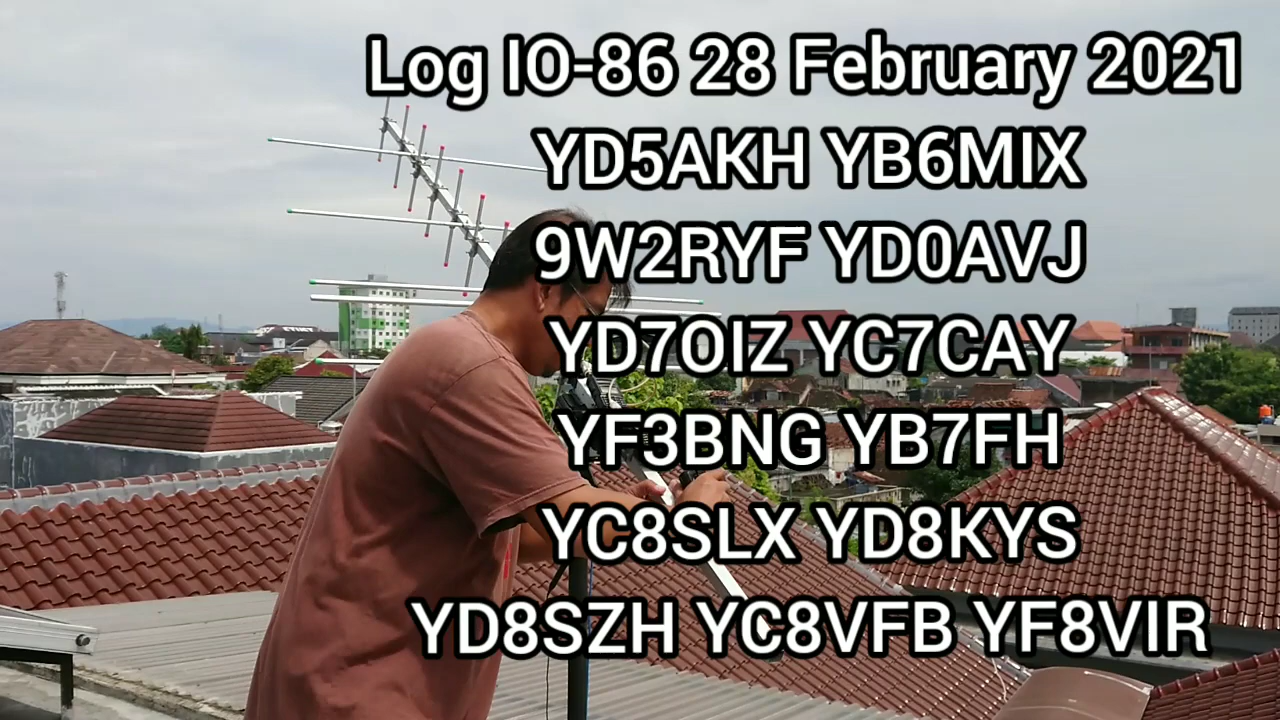 Log IO-86 28 February 2021
YD5AKH YB6MIX
9W2RYF YD0AVJ
YD7OIZ YC7CAY
YF3BNG YB7FH
YC8SLX YD8KYS
YD8SZH YC8VFB YF8VIR